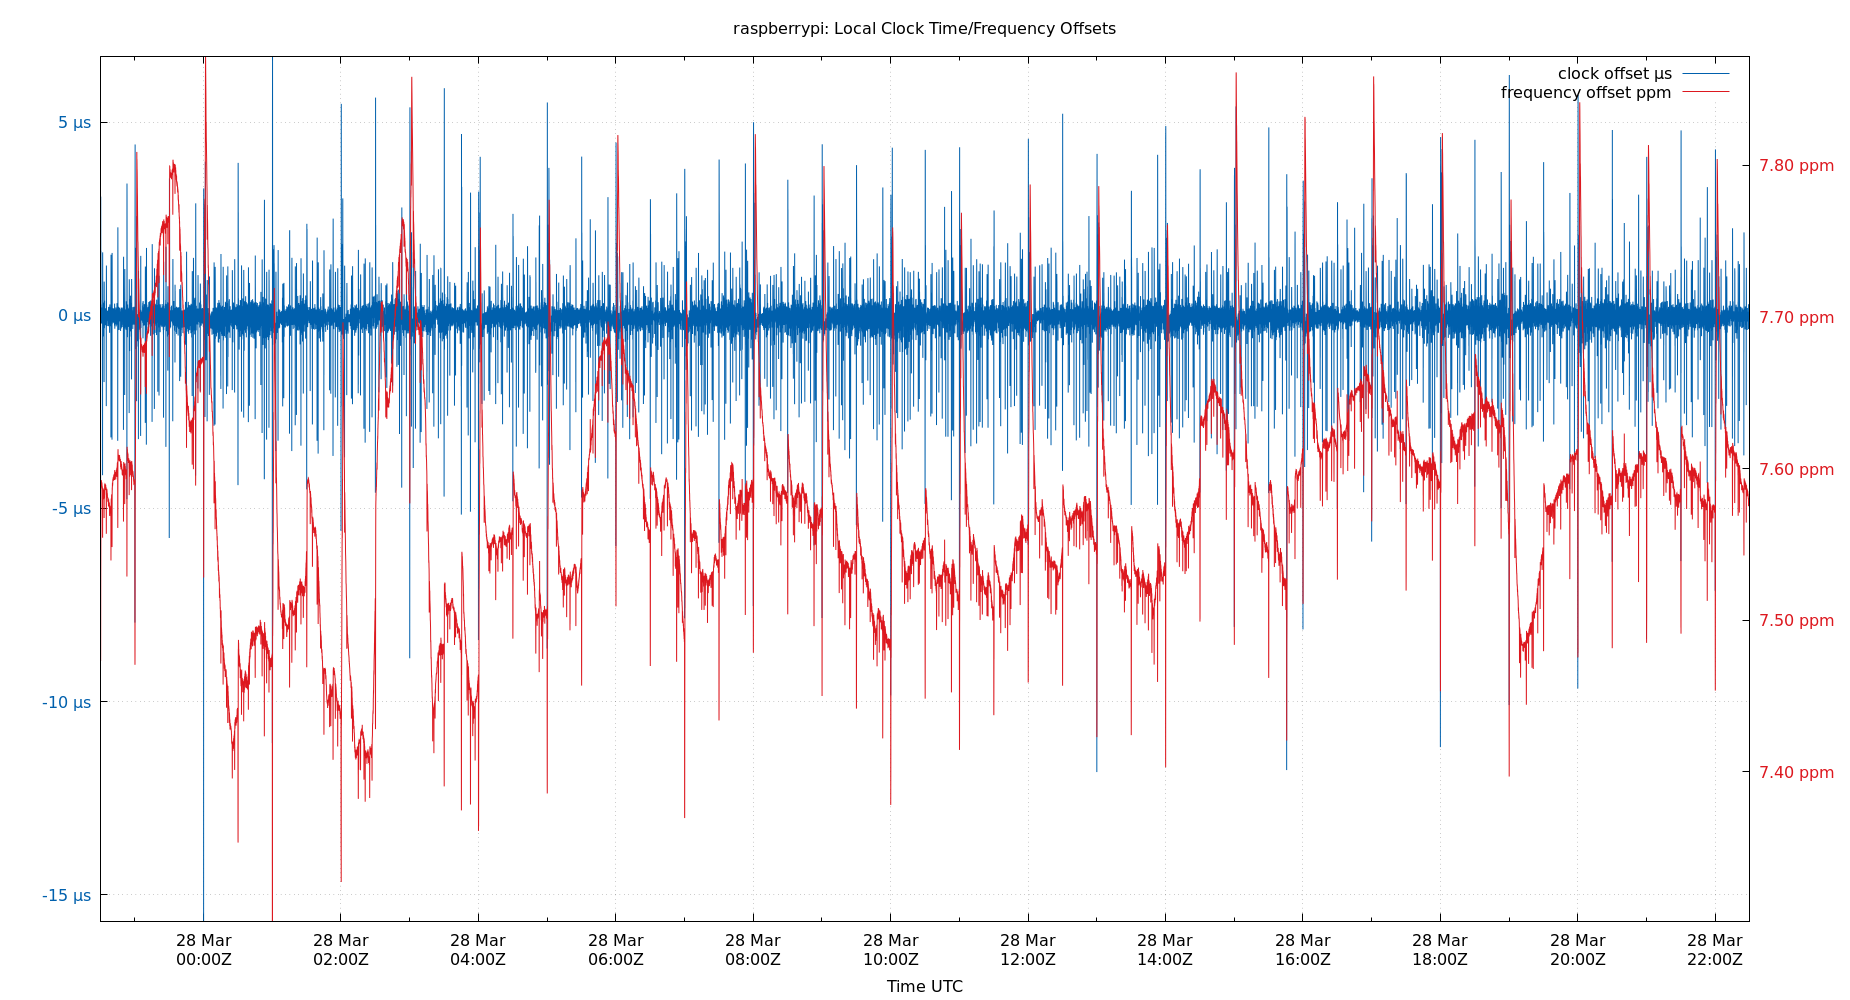 raspberrypi: Local Clock Time/Frequency Offsets
clock offset µs
frequency offset ppm
5 µs
0 µs
-5 µs
-10 µs
-15 µs
7.80 ppm
7.70 ppm
7.60 ppm
7.50 ppm
7.40 ppm
28 Mar 28 Mar 28 Mar 28 Mar 28 Mar 28 Mar 28 Mar 28 Mar 28 Mar 28 Mar 28 Mar 28 Mar
00:00Z 02:00Z 04:00Z 06:00Z 08:00Z 10:00Z 12:00Z 14:00Z 16:00Z 18:00Z 20:00Z 22:00Z
Time UTC